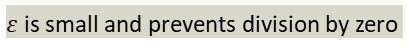 ε is small and prevents division by zero